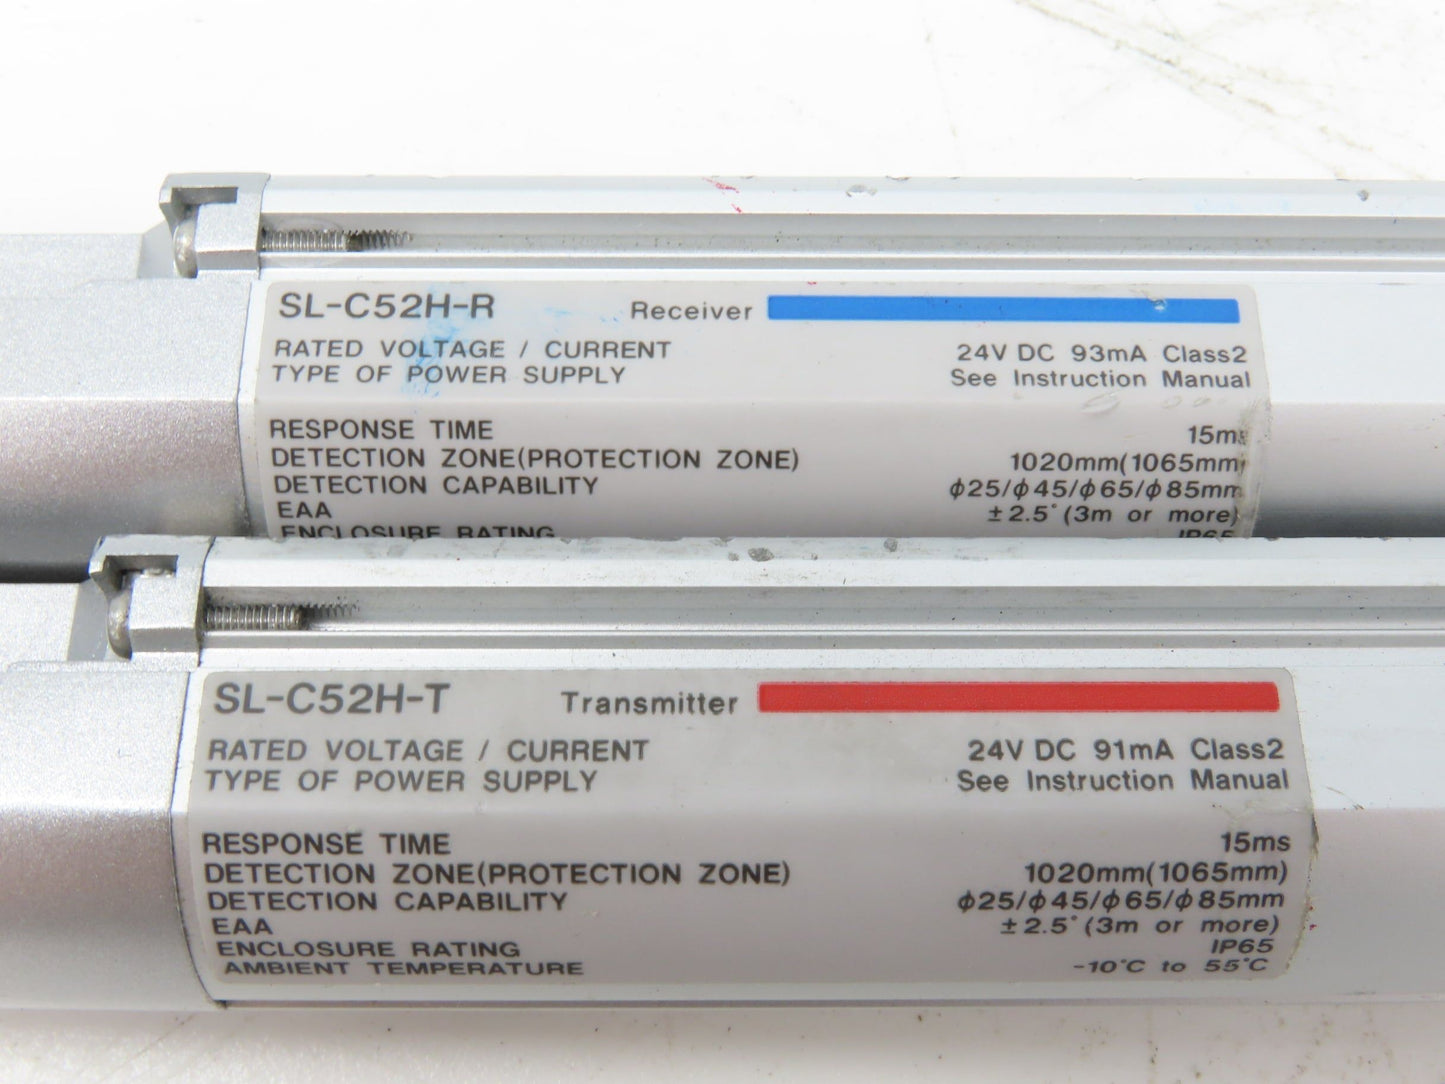 SL-C52H-R Receiver
RATED VOLTAGE / CURRENT 24V DC 93mA Class2
TYPE OF POWER SUPPLY See Instruction Manual
RESPONSE TIME 15ms
DETECTION ZONE(PROTECTION ZONE) 1020mm(1065mm)
DETECTION CAPABILITY ϕ25/ϕ45/ϕ65/ϕ85mm
EAA ±2.5° (3m or more)
ENCLOSURE RATING IP65
SL-C52H-T Transmitter
RATED VOLTAGE / CURRENT 24V DC 91mA Class2
TYPE OF POWER SUPPLY See Instruction Manual
RESPONSE TIME 15ms
DETECTION ZONE(PROTECTION ZONE) 1020mm(1065mm)
DETECTION CAPABILITY ϕ25/ϕ45/ϕ65/ϕ85mm
EAA ±2.5° (3m or more)
ENCLOSURE RATING IP65
AMBIENT TEMPERATURE -10°C to 55°C